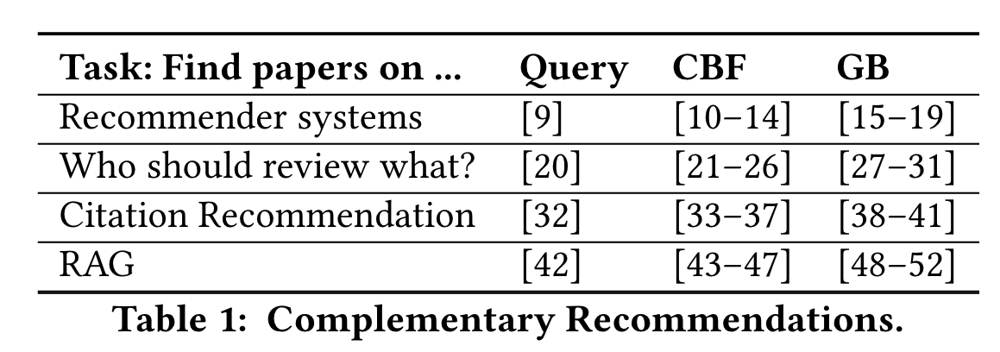 Task: Find papers on ... Query CBF GB
Recommender systems [9] [10–14] [15–19]
Who should review what? [20] [21–26] [27–31]
Citation Recommendation [32] [33–37] [38–41]
RAG [42] [43–47] [48–52]
Table 1: Complementary Recommendations.